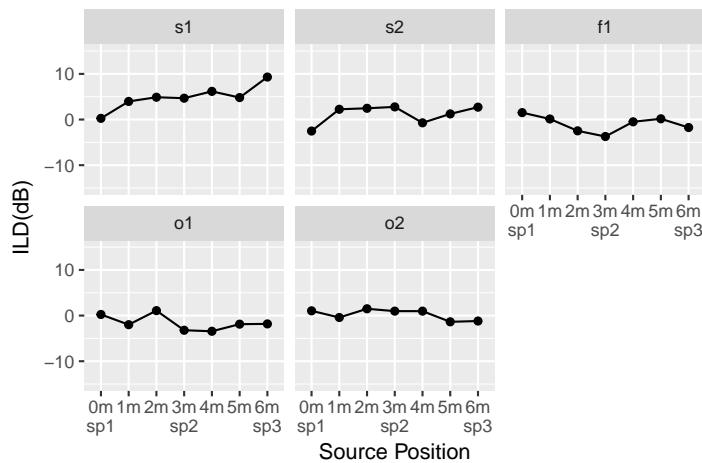 s1 s2 f1
10
0
−10
0m 1m 2m 3m 4m 5m 6m
sp1 sp2 sp3
ILD(dB)
o1 o2
10
0
−10
0m 1m 2m 3m 4m 5m 6m 0m 1m 2m 3m 4m 5m 6m
sp1 sp2 sp3 sp1 sp2 sp3
Source Position